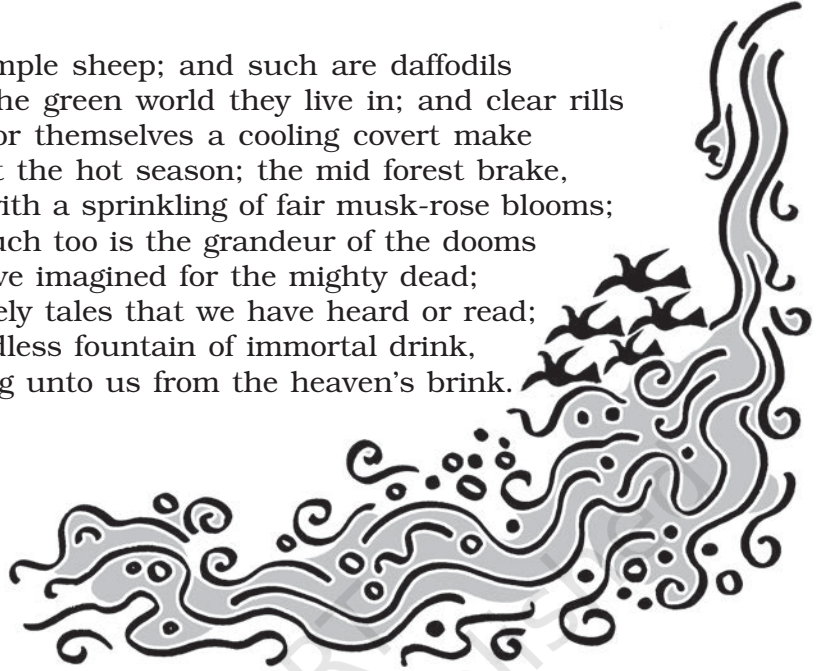 mple sheep; and such are daffodils
he green world they live in; and clear rills
or themselves a cooling covert make
t the hot season; the mid forest brake,
ith a sprinkling of fair musk-rose blooms;
uch too is the grandeur of the dooms
ve imagined for the mighty dead;
ely tales that we have heard or read;
dless fountain of immortal drink,
g unto us from the heaven’s brink.